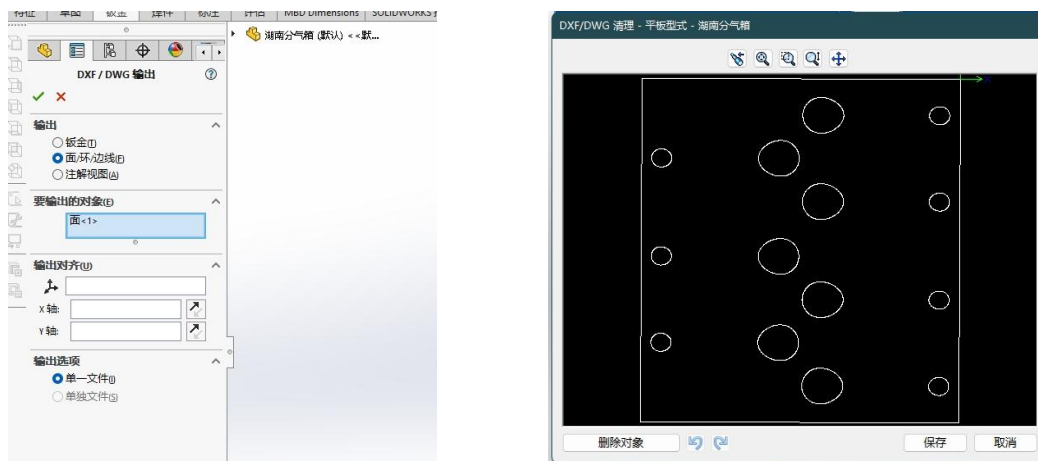 特征 草图 钣金 焊件 标注 评估 MBD Dimensions SOLIDWORKS
湖南分气箱 (默认) <<默...
DXF / DWG 输出
输出
钣金(I)
面/环/边线(F)
注解视图(A)
要输出的对象(E)
面<1>
输出对齐(U)
X 轴:
Y 轴:
输出选项
单一文件(I)
单独文件(S)
DXF/DWG 清理 - 平板型式 - 湖南分气箱
删除对象
保存
取消